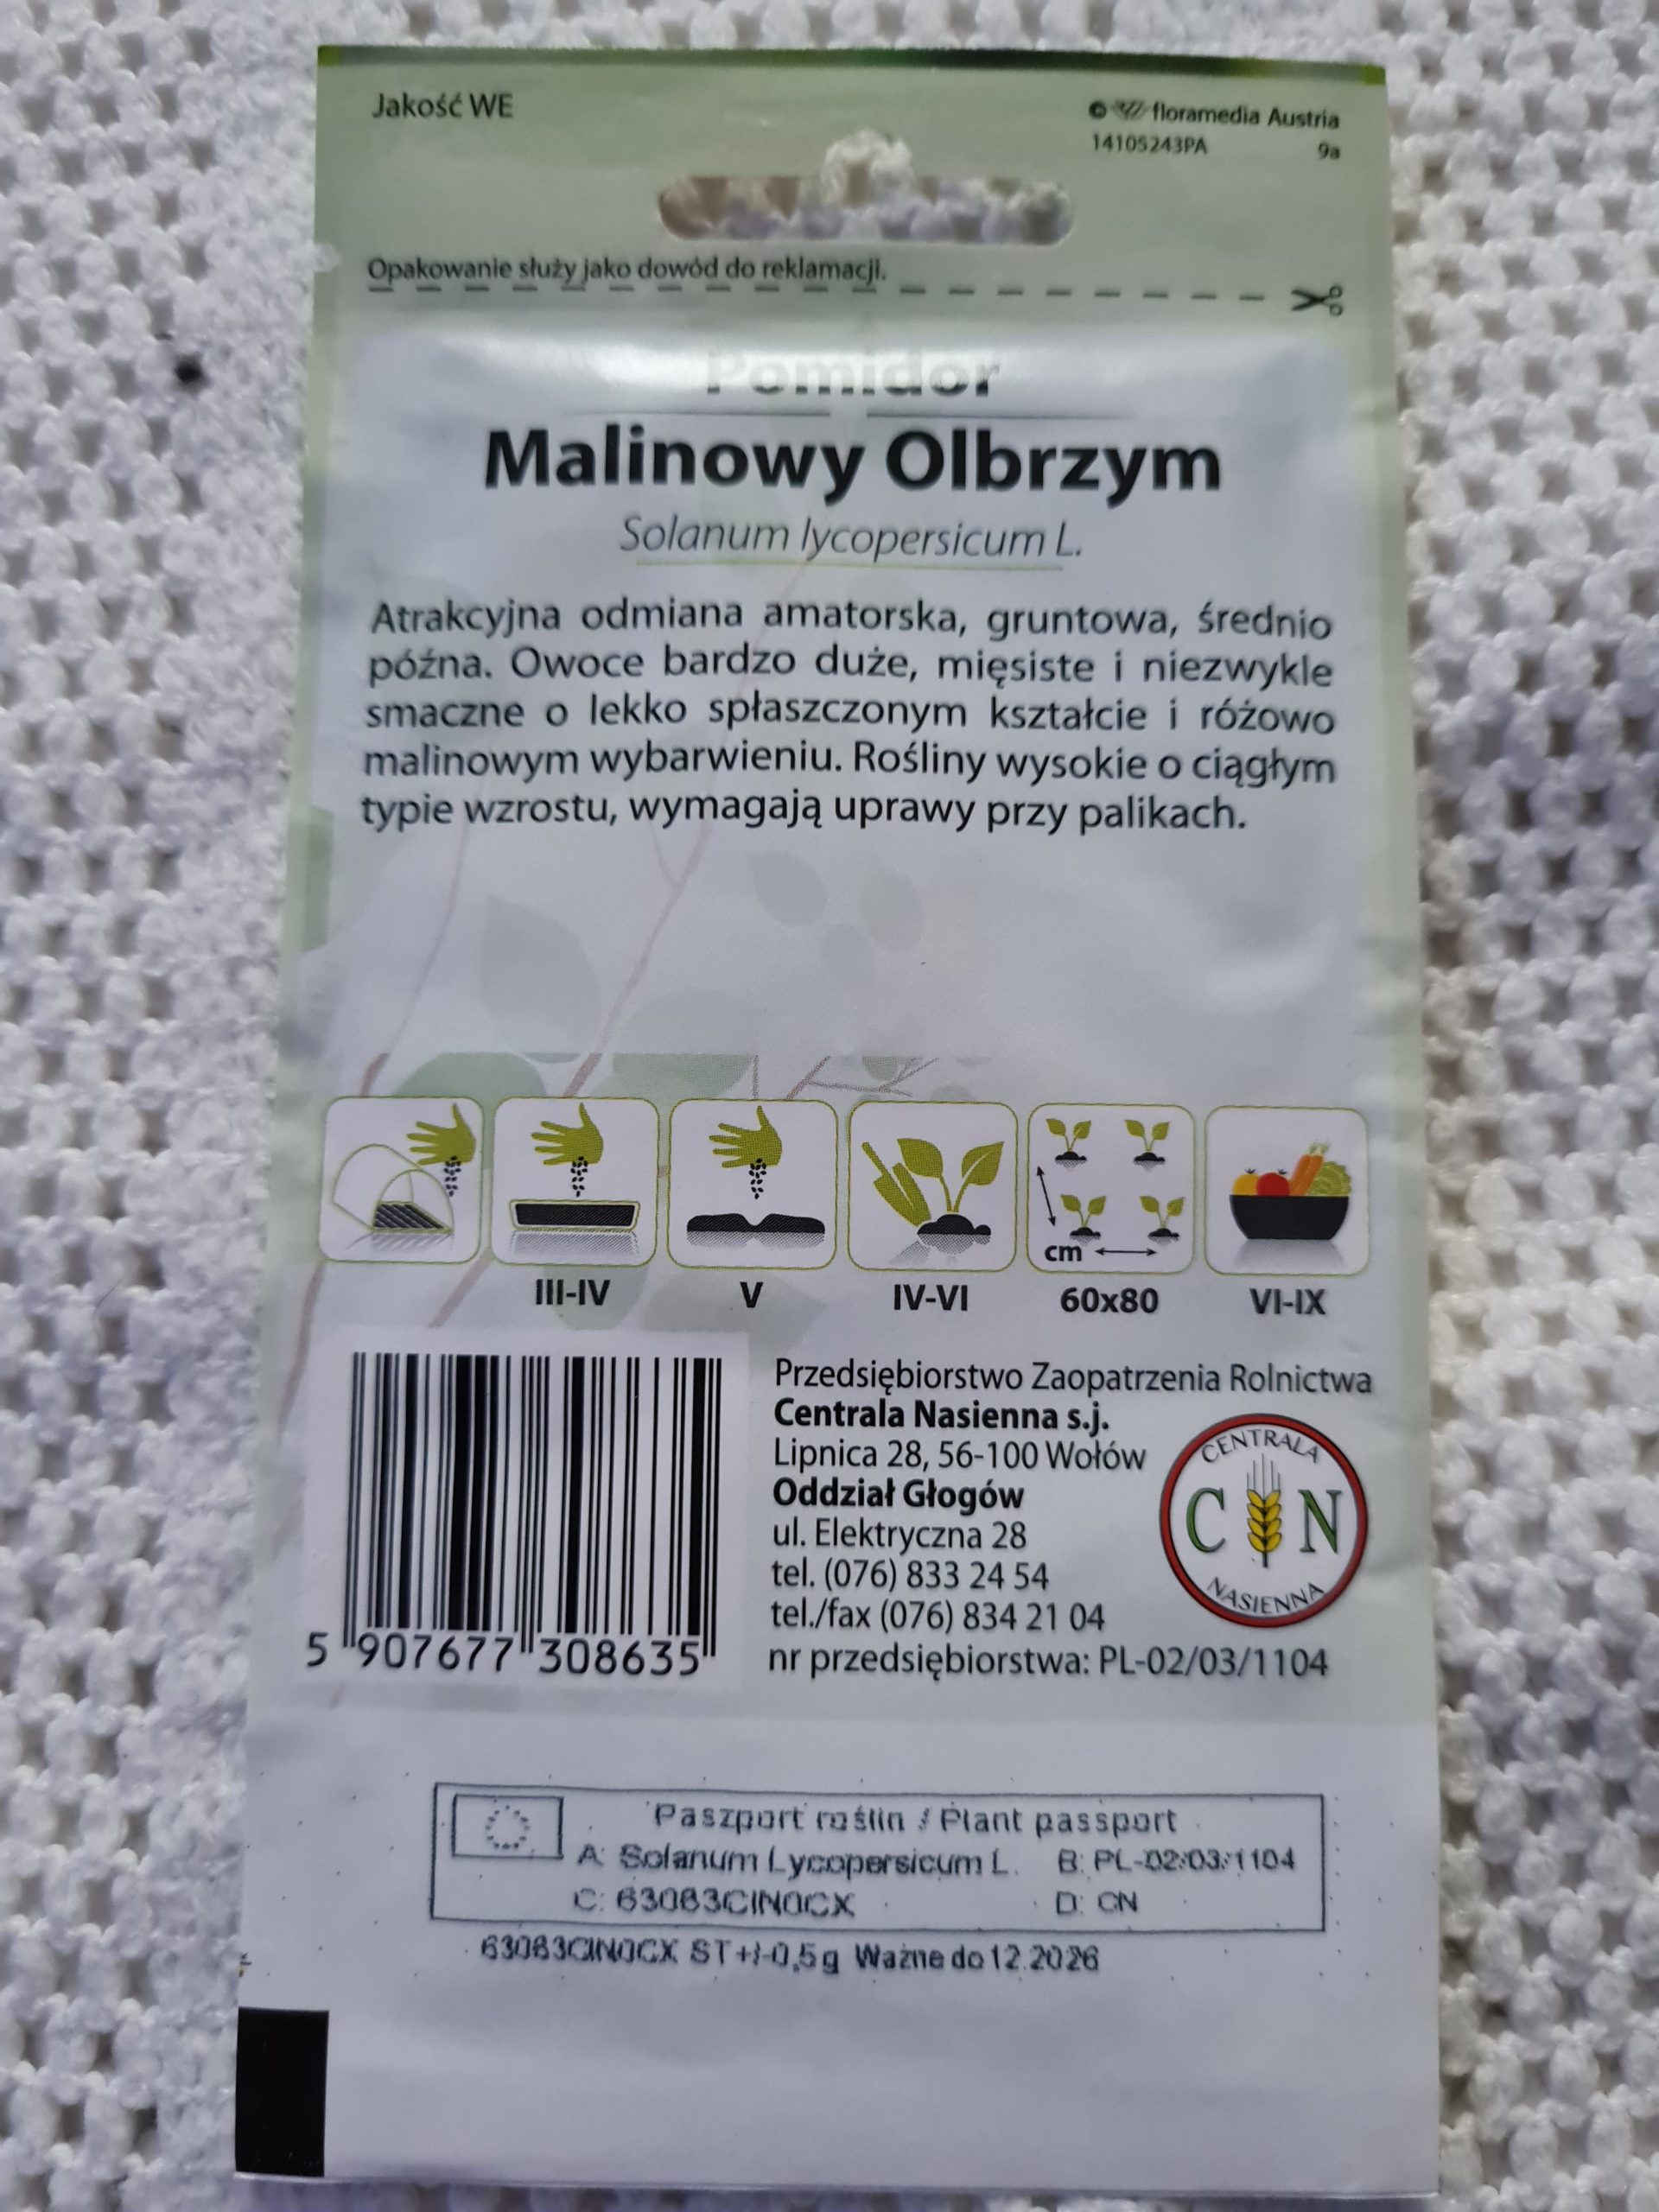 Jakość WE
© floramedia Austria
14105243PA 9a
Opakowanie służy jako dowód do reklamacji.
Pomidor
Malinowy Olbrzym
Solanum lycopersicum L.
Atrakcyjna odmiana amatorska, gruntowa, średnio
późna. Owoce bardzo duże, mięsiste i niezwykle
smaczne o lekko spłaszczonym kształcie i różowo
malinowym wybarwieniu. Rośliny wysokie o ciągłym
typie wzrostu, wymagają uprawy przy palikach.
cm
III-IV V IV-VI 60x80 VI-IX
Przedsiębiorstwo Zaopatrzenia Rolnictwa
Centrala Nasienna s.j.
Lipnica 28, 56-100 Wołów
Oddział Głogów
ul. Elektryczna 28
tel. (076) 833 24 54
tel./fax (076) 834 21 04
nr przedsiębiorstwa: PL-02/03/1104
CENTRALA
C N
NASIENNA
5 907677 308635
Paszport roślin / Plant passport
A: Solanum Lycopersicum L. B: PL-02/03/1104
C: 63083CIN0CX D: CN
63083CIN0CX ST +/-0,5g Ważne do 12.2026